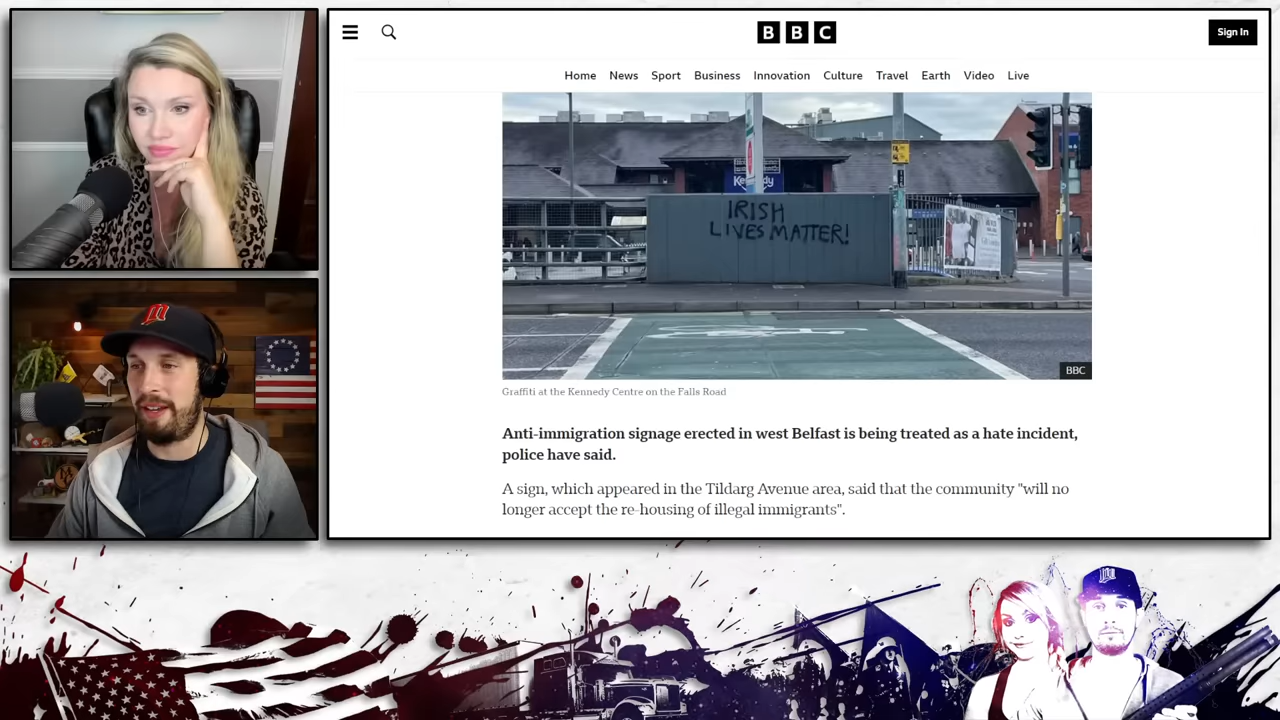 BBC
Sign In
Home News Sport Business Innovation Culture Travel Earth Video Live
IRISH
LIVES MATTER!
BBC
Graffiti at the Kennedy Centre on the Falls Road
Anti-immigration signage erected in west Belfast is being treated as a hate incident,
police have said.
A sign, which appeared in the Tildarg Avenue area, said that the community "will no
longer accept the re-housing of illegal immigrants".